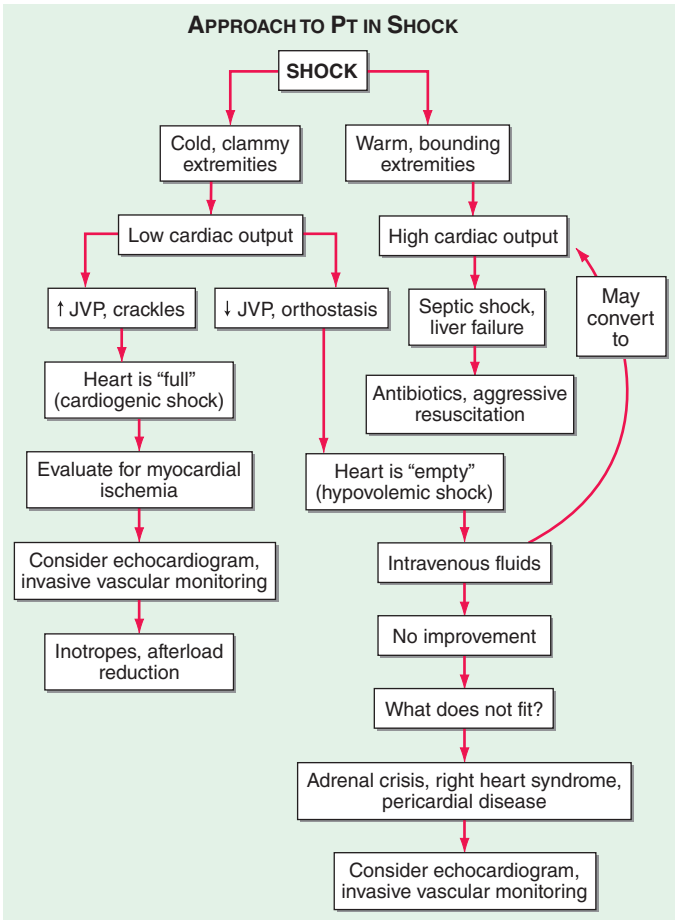 APPROACH TO PT IN SHOCK
SHOCK
Cold, clammy
extremities
Warm, bounding
extremities
Low cardiac output
High cardiac output
↑ JVP, crackles
↓ JVP, orthostasis
Septic shock,
liver failure
May
convert
to
Heart is “full”
(cardiogenic shock)
Antibiotics, aggressive
resuscitation
Evaluate for myocardial
ischemia
Heart is “empty”
(hypovolemic shock)
Consider echocardiogram,
invasive vascular monitoring
Intravenous fluids
Inotropes, afterload
reduction
No improvement
What does not fit?
Adrenal crisis, right heart syndrome,
pericardial disease
Consider echocardiogram,
invasive vascular monitoring